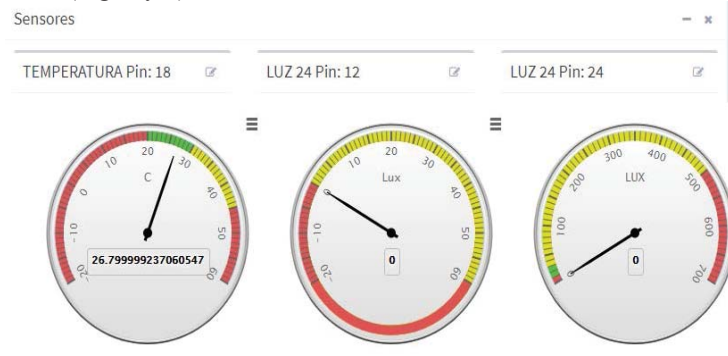 Sensores
TEMPERATURA Pin: 18
LUZ 24 Pin: 12
LUZ 24 Pin: 24
-20 -10 0 10 20 30 40 50 60
C
26.799999237060547
-20 -10 10 20 30 40 50 60
Lux
0
100 200 300 400 500 600 700
LUX
0